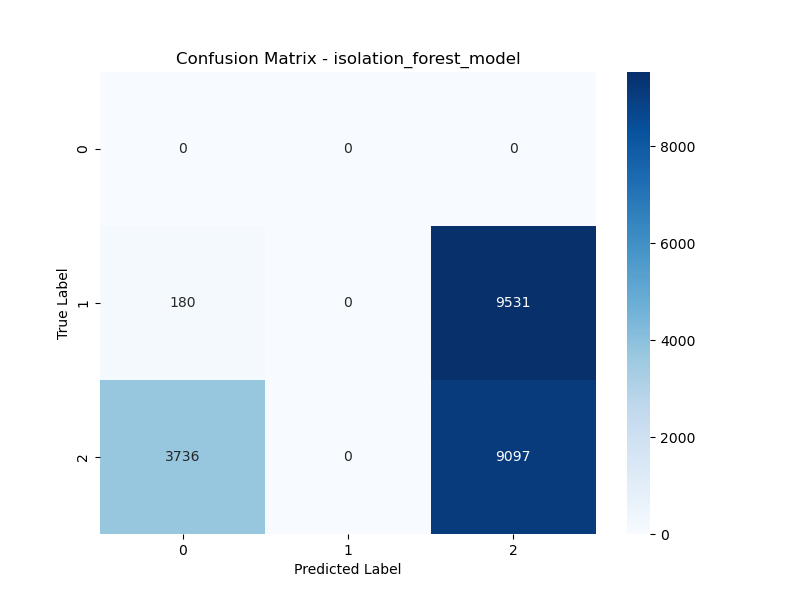 Confusion Matrix - isolation_forest_model
0 0 0 0
1 180 0 9531
2 3736 0 9097
0 1 2
True Label
Predicted Label
8000
6000
4000
2000
0